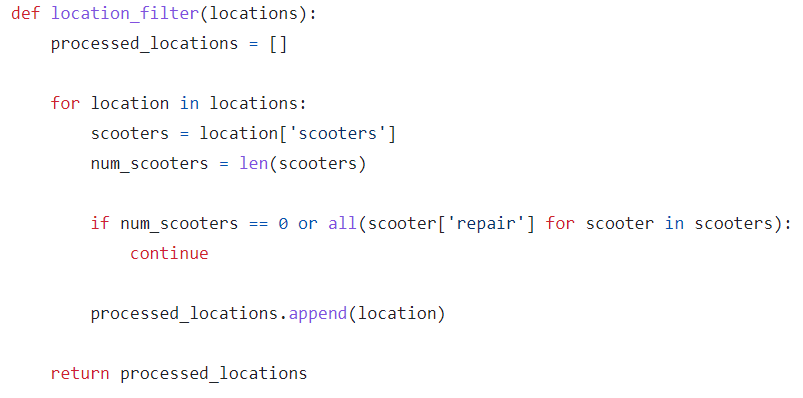 def location_filter(locations):
    processed_locations = []

    for location in locations:
        scooters = location['scooters']
        num_scooters = len(scooters)

        if num_scooters == 0 or all(scooter['repair'] for scooter in scooters):
            continue

        processed_locations.append(location)

    return processed_locations